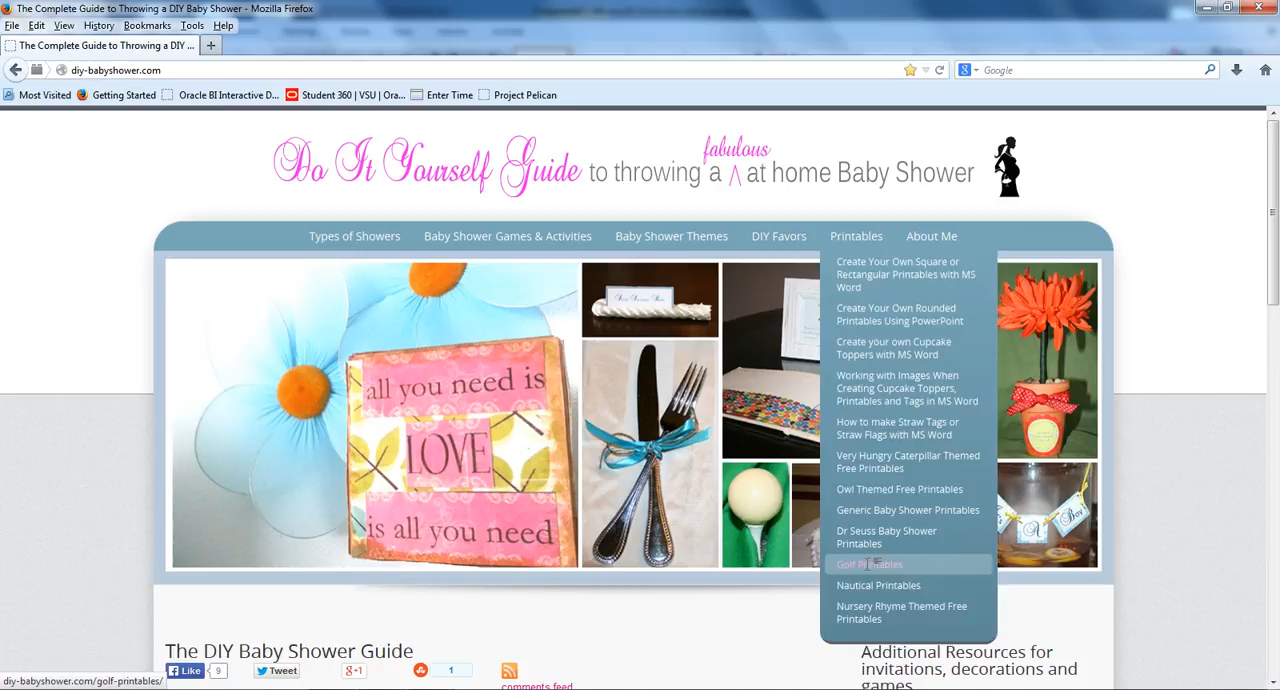 The Complete Guide to Throwing a DIY Baby Shower - Mozilla Firefox
File Edit View History Bookmarks Tools Help
The Complete Guide to Throwing a DIY ...
diy-babyshower.com
Google
Most Visited Getting Started Oracle BI Interactive D... Student 360 | VSU | Ora... Enter Time Project Pelican
Do It Yourself Guide to throwing a fabulous at home Baby Shower
Types of Showers Baby Shower Games & Activities Baby Shower Themes DIY Favors Printables About Me
Create Your Own Square or
Rectangular Printables with MS
Word
Create Your Own Rounded
Printables Using PowerPoint
Create your own Cupcake
Toppers with MS Word
Working with Images When
Creating Cupcake Toppers,
Printables and Tags in MS Word
How to make Straw Tags or
Straw Flags with MS Word
Very Hungry Caterpillar Themed
Free Printables
Owl Themed Free Printables
Generic Baby Shower Printables
Dr Seuss Baby Shower
Printables
Golf Printables
Nautical Printables
Nursery Rhyme Themed Free
Printables
all you need is
LOVE
is all you need
The DIY Baby Shower Guide
Like 9 Tweet g+1 1
comments feed
Additional Resources for
invitations, decorations and
games
diy-babyshower.com/golf-printables/